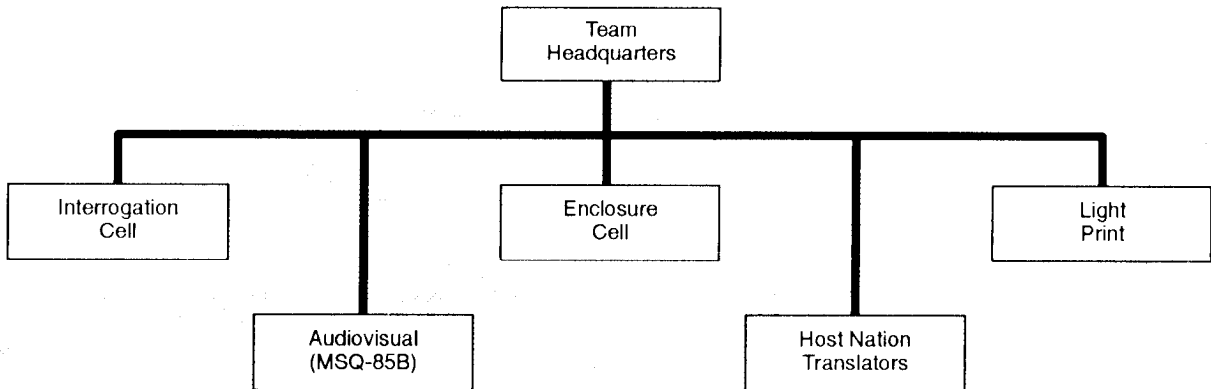 Team
Headquarters
Interrogation
Cell
Enclosure
Cell
Light
Print
Audiovisual
(MSQ-85B)
Host Nation
Translators